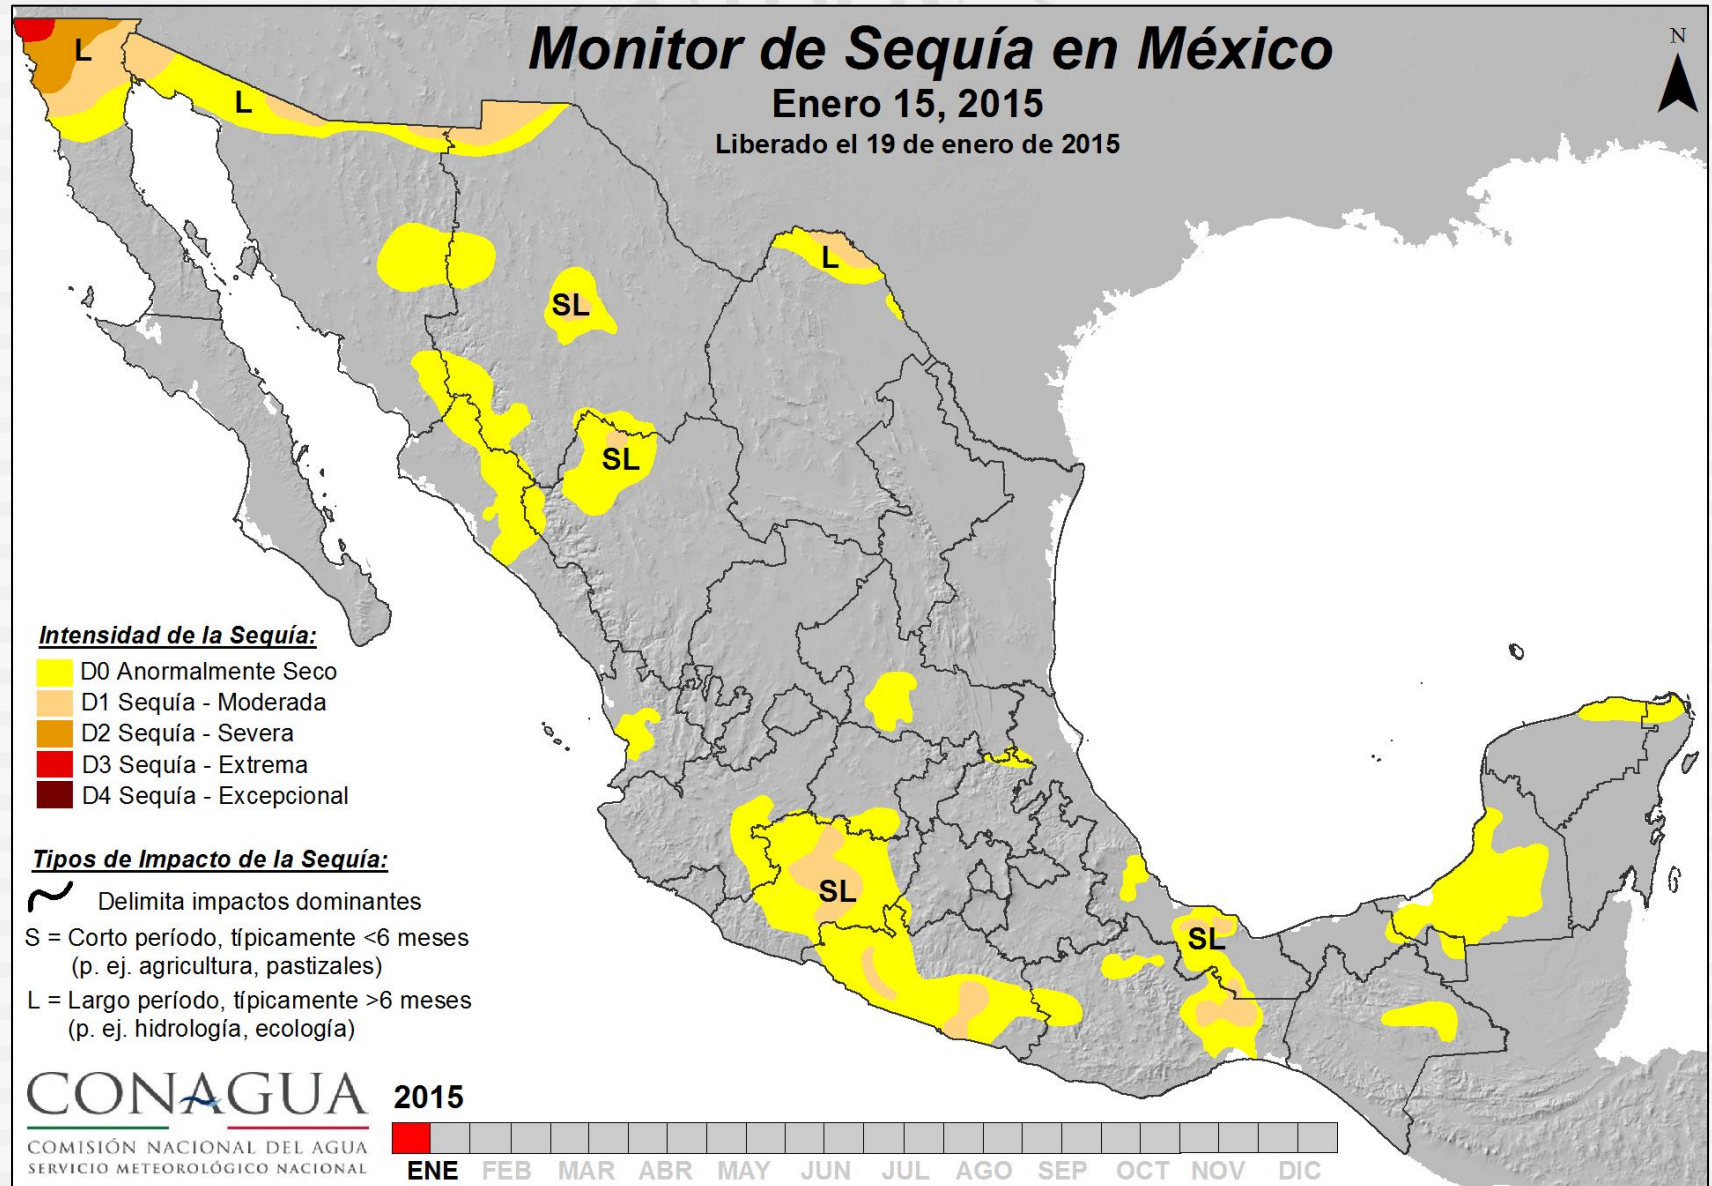 Monitor de Sequía en México
Enero 15, 2015
Liberado el 19 de enero de 2015
N
L
L
L
SL
SL
SL
SL
Intensidad de la Sequía:
D0 Anormalmente Seco
D1 Sequía - Moderada
D2 Sequía - Severa
D3 Sequía - Extrema
D4 Sequía - Excepcional
Tipos de Impacto de la Sequía:
Delimita impactos dominantes
S = Corto período, típicamente <6 meses
(p. ej. agricultura, pastizales)
L = Largo período, típicamente >6 meses
(p. ej. hidrología, ecología)
CONAGUA
COMISIÓN NACIONAL DEL AGUA
SERVICIO METEOROLÓGICO NACIONAL
2015
ENE FEB MAR ABR MAY JUN JUL AGO SEP OCT NOV DIC